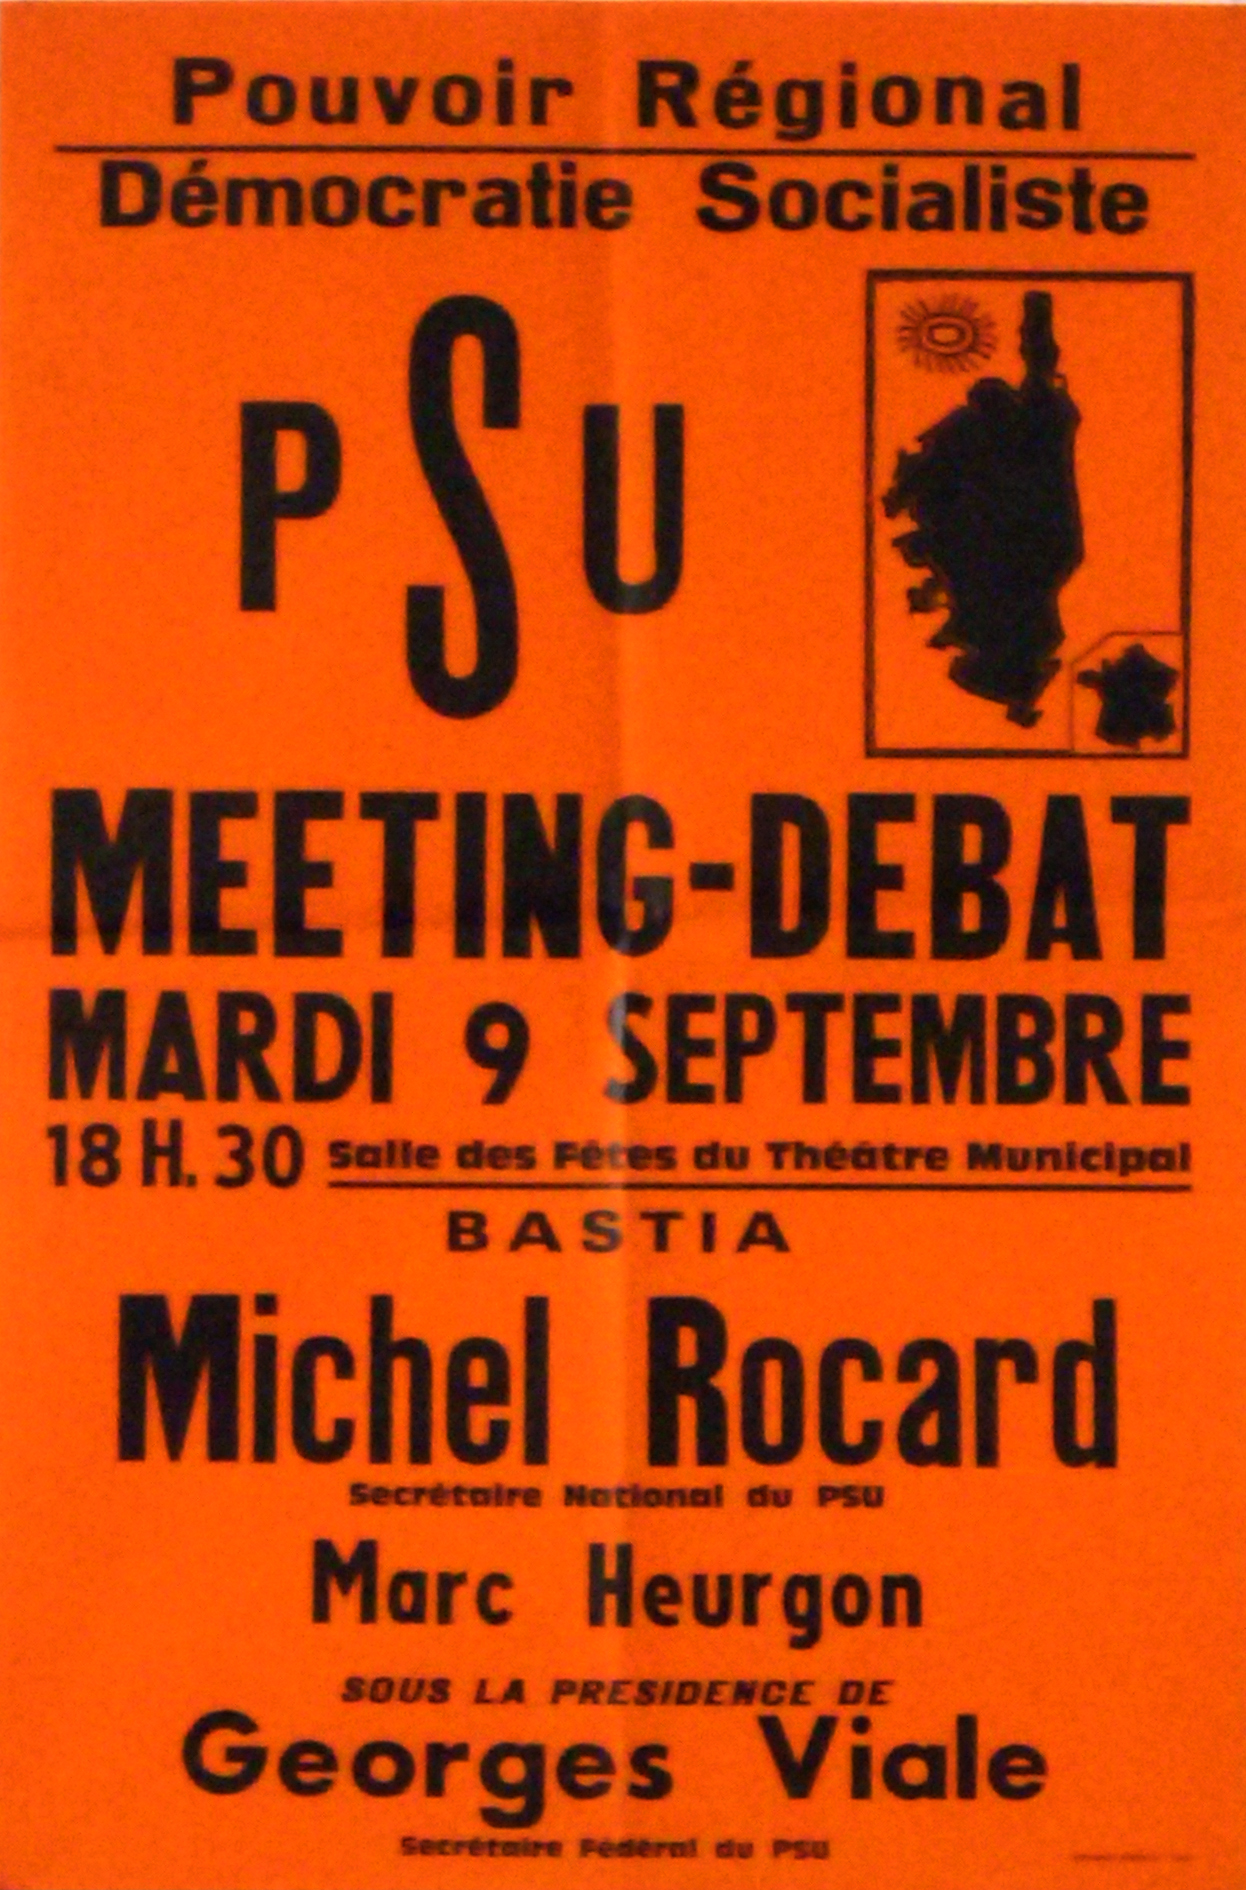 Pouvoir Régional
Démocratie Socialiste
PSU
MEETING-DEBAT
MARDI 9 SEPTEMBRE
18 H. 30 Salle des Fêtes du Théâtre Municipal
BASTIA
Michel Rocard
Secrétaire National du PSU
Marc Heurgon
SOUS LA PRESIDENCE DE
Georges Viale
Secrétaire Fédéral du PSU